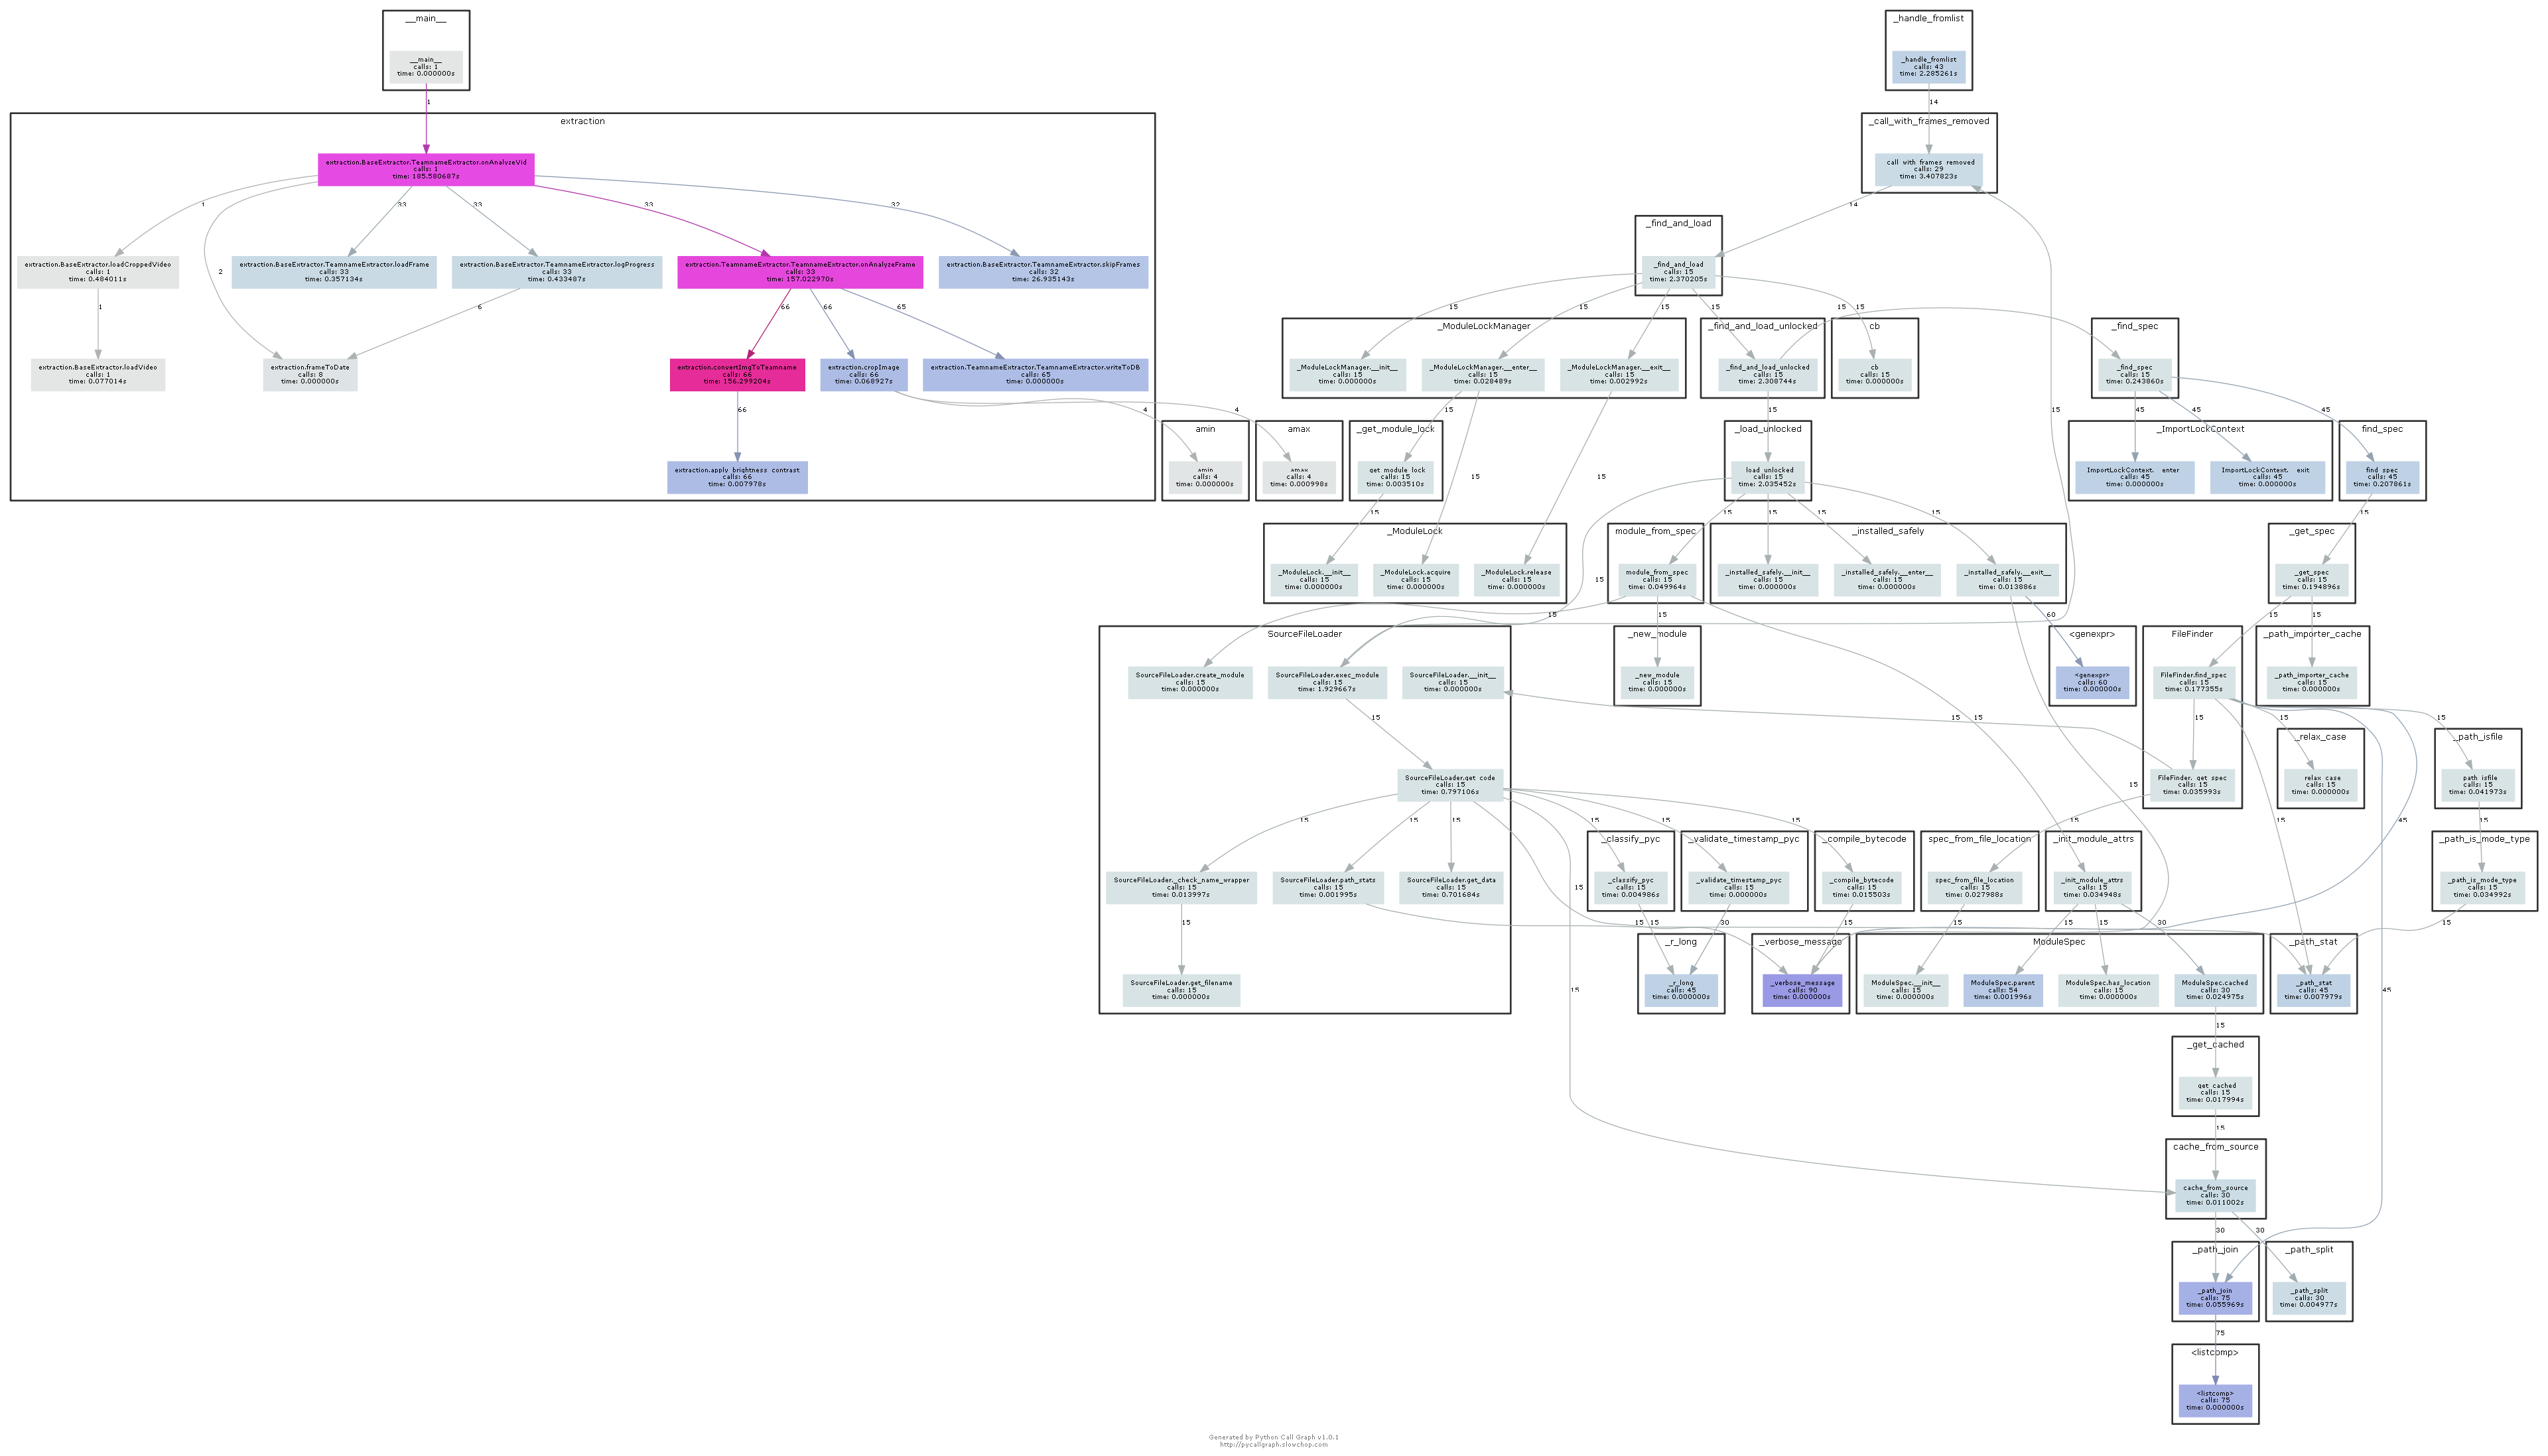 __main__
__main__
calls: 1
time: 0.000000s
1
extraction
extraction.BaseExtractor.TeamnameExtractor.onAnalyzeVid
calls: 1
time: 185.580687s
1
2
33
33
33
32
extraction.BaseExtractor.loadCroppedVideo
calls: 1
time: 0.484011s
extraction.BaseExtractor.TeamnameExtractor.loadFrame
calls: 33
time: 0.357134s
extraction.BaseExtractor.TeamnameExtractor.logProgress
calls: 33
time: 0.433487s
extraction.TeamnameExtractor.TeamnameExtractor.onAnalyzeFrame
calls: 33
time: 157.022970s
extraction.BaseExtractor.TeamnameExtractor.skipFrames
calls: 32
time: 26.935143s
1
6
66
66
65
extraction.BaseExtractor.loadVideo
calls: 1
time: 0.077014s
extraction.frameToDate
calls: 8
time: 0.000000s
extraction.convertImgToTeamname
calls: 66
time: 156.299204s
extraction.cropImage
calls: 66
time: 0.068927s
extraction.TeamnameExtractor.TeamnameExtractor.writeToDB
calls: 65
time: 0.000000s
66
4
4
extraction.apply_brightness_contrast
calls: 66
time: 0.007978s
amin
amin
calls: 4
time: 0.000000s
amax
amax
calls: 4
time: 0.000998s
_handle_fromlist
_handle_fromlist
calls: 43
time: 2.285261s
14
_call_with_frames_removed
_call_with_frames_removed
calls: 29
time: 3.407823s
14
_find_and_load
_find_and_load
calls: 15
time: 2.370205s
15
15
15
15
15
15
_ModuleLockManager
_ModuleLockManager.__init__
calls: 15
time: 0.000000s
_ModuleLockManager.__enter__
calls: 15
time: 0.028489s
_ModuleLockManager.__exit__
calls: 15
time: 0.002992s
_find_and_load_unlocked
_find_and_load_unlocked
calls: 15
time: 2.308744s
cb
cb
calls: 15
time: 0.000000s
_find_spec
_find_spec
calls: 15
time: 0.243860s
15
15
15
45
45
45
_get_module_lock
_get_module_lock
calls: 15
time: 0.003510s
_load_unlocked
_load_unlocked
calls: 15
time: 2.035452s
_ImportLockContext
_ImportLockContext.__enter__
calls: 45
time: 0.000000s
_ImportLockContext.__exit__
calls: 45
time: 0.000000s
find_spec
find_spec
calls: 45
time: 0.207861s
15
15
15
15
15
15
15
15
_ModuleLock
_ModuleLock.__init__
calls: 15
time: 0.000000s
_ModuleLock.acquire
calls: 15
time: 0.000000s
_ModuleLock.release
calls: 15
time: 0.000000s
15
module_from_spec
module_from_spec
calls: 15
time: 0.049964s
_installed_safely
_installed_safely.__init__
calls: 15
time: 0.000000s
_installed_safely.__enter__
calls: 15
time: 0.000000s
_installed_safely.__exit__
calls: 15
time: 0.013886s
_get_spec
_get_spec
calls: 15
time: 0.194896s
15
15
60
15
15
SourceFileLoader
SourceFileLoader.create_module
calls: 15
time: 0.000000s
SourceFileLoader.exec_module
calls: 15
time: 1.929667s
SourceFileLoader.__init__
calls: 15
time: 0.000000s
_new_module
_new_module
calls: 15
time: 0.000000s
<genexpr>
<genexpr>
calls: 60
time: 0.000000s
FileFinder
FileFinder.find_spec
calls: 15
time: 0.177355s
_path_importer_cache
_path_importer_cache
calls: 15
time: 0.000000s
15
15
15
15
15
15
_relax_case
_relax_case
calls: 15
time: 0.000000s
_path_isfile
_path_isfile
calls: 15
time: 0.041973s
SourceFileLoader.get_code
calls: 15
time: 0.797106s
FileFinder._get_spec
calls: 15
time: 0.035993s
15
15
15
15
15
15
15
15
15
15
45
_classify_pyc
_classify_pyc
calls: 15
time: 0.004986s
_validate_timestamp_pyc
_validate_timestamp_pyc
calls: 15
time: 0.000000s
_compile_bytecode
_compile_bytecode
calls: 15
time: 0.015503s
spec_from_file_location
spec_from_file_location
calls: 15
time: 0.027988s
_init_module_attrs
_init_module_attrs
calls: 15
time: 0.034948s
_path_is_mode_type
_path_is_mode_type
calls: 15
time: 0.034992s
SourceFileLoader._check_name_wrapper
calls: 15
time: 0.013997s
SourceFileLoader.path_stats
calls: 15
time: 0.001995s
SourceFileLoader.get_data
calls: 15
time: 0.701684s
15
15
15
15
30
15
15
15
15
30
15
SourceFileLoader.get_filename
calls: 15
time: 0.000000s
_r_long
_r_long
calls: 45
time: 0.000000s
_verbose_message
_verbose_message
calls: 90
time: 0.000000s
ModuleSpec
ModuleSpec.__init__
calls: 15
time: 0.000000s
ModuleSpec.parent
calls: 54
time: 0.001996s
ModuleSpec.has_location
calls: 15
time: 0.000000s
ModuleSpec.cached
calls: 30
time: 0.024975s
_path_stat
_path_stat
calls: 45
time: 0.007979s
15
45
15
_get_cached
_get_cached
calls: 15
time: 0.017994s
15
cache_from_source
cache_from_source
calls: 30
time: 0.011002s
30
30
_path_join
_path_join
calls: 75
time: 0.055969s
_path_split
_path_split
calls: 30
time: 0.004977s
75
<listcomp>
<listcomp>
calls: 75
time: 0.000000s
Generated by Python Call Graph v1.0.1
http://pycallgraph.slowchop.com